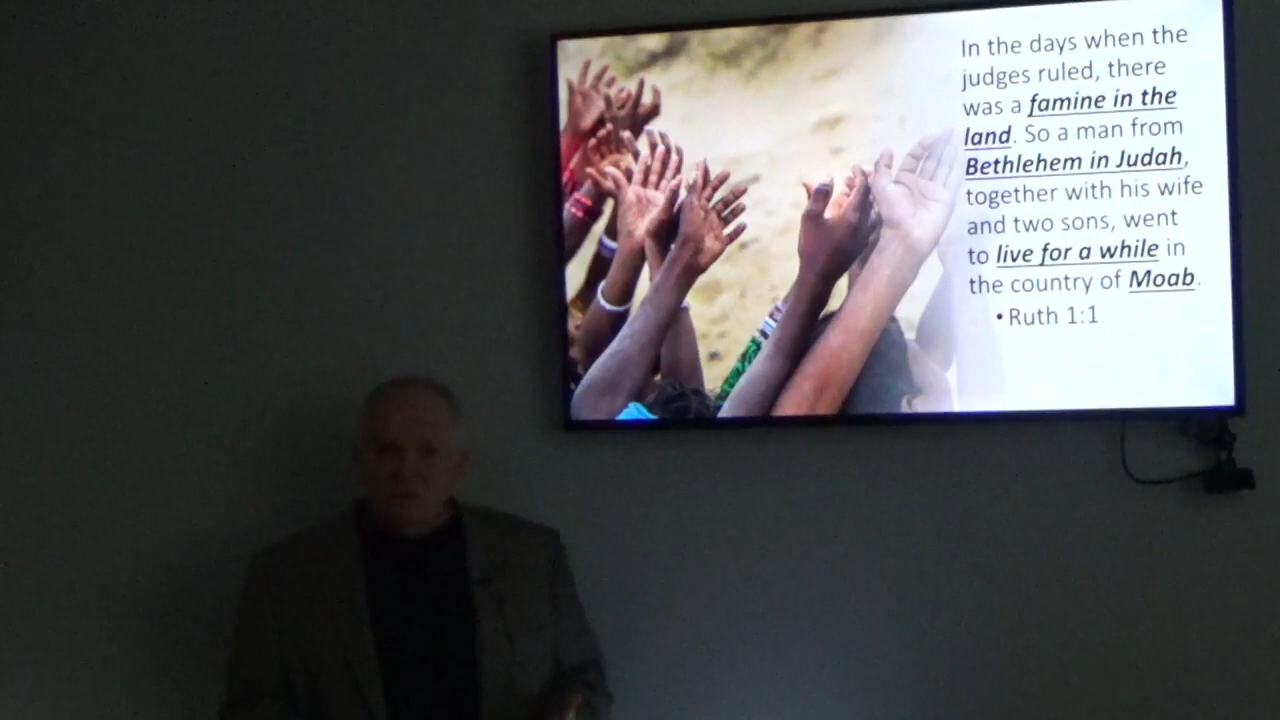 In the days when the
judges ruled, there
was a famine in the
land. So a man from
Bethlehem in Judah,
together with his wife
and two sons, went
to live for a while in
the country of Moab.
• Ruth 1:1